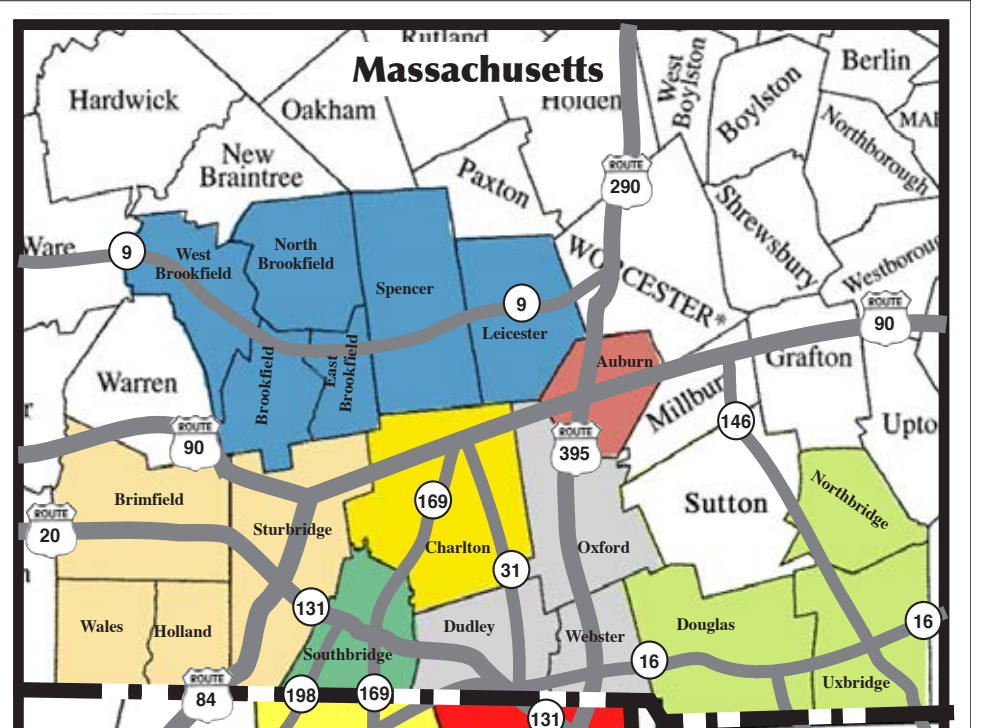 Rutland
Massachusetts
Berlin
West
Boylston
Boylston
Hardwick
Oakham
Holden
Northborough
New
Braintree
Paxton
ROUTE
290
Shrewsbury
Ware
9
West
Brookfield
North
Brookfield
Spencer
WORCESTER*
9
Leicester
ROUTE
90
Auburn
Grafton
Warren
Brookfield
East
Brookfield
Millbur
146
Upto
ROUTE
90
ROUTE
395
Brimfield
169
Sutton
Northbridge
ROUTE
20
Sturbridge
Charlton
Oxford
31
131
Wales
Holland
Dudley
Webster
Douglas
16
Southbridge
16
Uxbridge
ROUTE
84
198
169
131